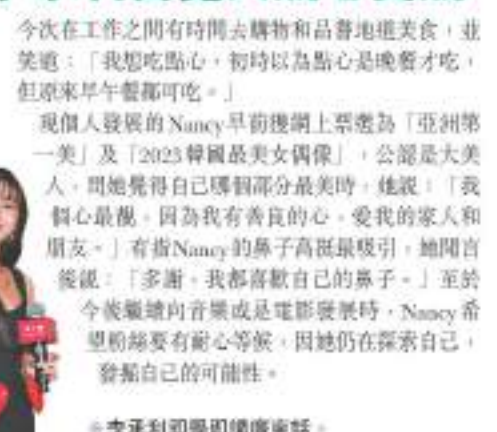 今次在工作之間有時間去購物和品嘗地道美食，並
笑道：「我想吃點心，初時以為點心是晚餐才吃，
但原來早午餐都可吃。」
現個人發展的Nancy早前獲網上票選為「亞洲第
一美」及「2023韓國最美女偶像」，公認是大美
人，問她覺得自己哪個部分最美時，她說：「我
個心最靚，因為我有善良的心，愛我的家人和
朋友。」有指Nancy的鼻子高挺最吸引，她聞言
後說：「多謝，我都喜歡自己的鼻子。」至於
今後繼續向音樂或是電影發展時，Nancy希
望粉絲要有耐心等候，因她仍在探索自己，
發掘自己的可能性。
李承利即學即講廣東話。